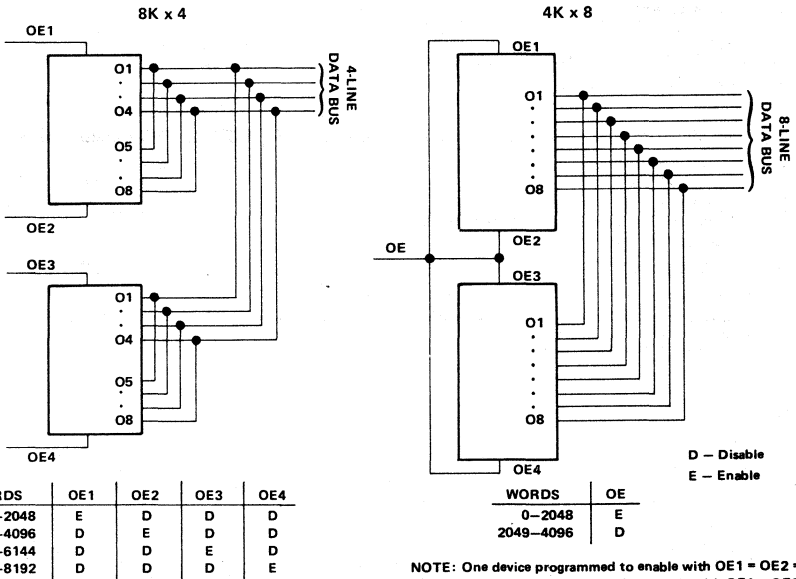 8K x 4
OE1
O1
O4
O5
O8
OE2
4-LINE
DATA BUS
OE3
O1
O4
O5
O8
OE4
RDS OE1 OE2 OE3 OE4
-2048 E D D D
-4096 D E D D
-6144 D D E D
-8192 D D D E
4K x 8
OE1
O1
O8
OE2
8-LINE
DATA BUS
OE
OE3
O1
O8
OE4
D — Disable
E — Enable
WORDS OE
0—2048 E
2049—4096 D
NOTE: One device programmed to enable with OE1 = OE2 =